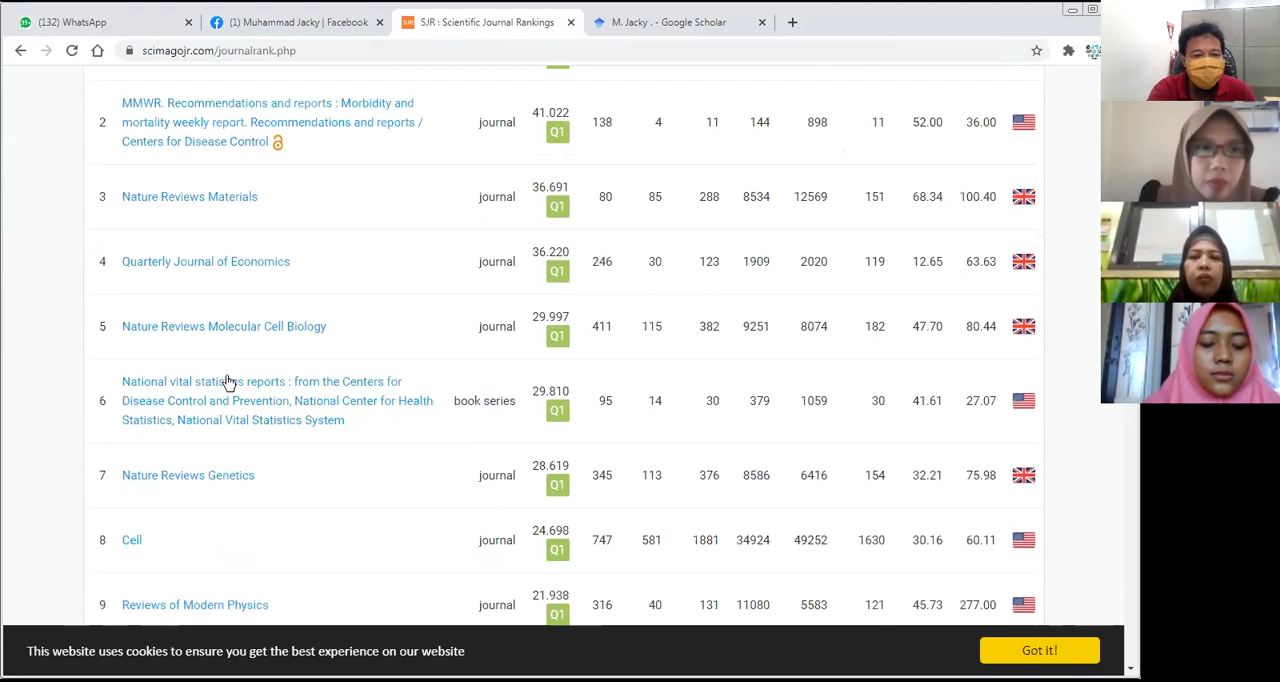 (132) WhatsApp
(1) Muhammad Jacky | Facebook
SJR : Scientific Journal Rankings
M. Jacky . - Google Scholar
scimagojr.com/journalrank.php
2 MMWR. Recommendations and reports : Morbidity and mortality weekly report. Recommendations and reports / Centers for Disease Control journal 41.022 Q1 138 4 11 144 898 11 52.00 36.00
3 Nature Reviews Materials journal 36.691 Q1 80 85 288 8534 12569 151 68.34 100.40
4 Quarterly Journal of Economics journal 36.220 Q1 246 30 123 1909 2020 119 12.65 63.63
5 Nature Reviews Molecular Cell Biology journal 29.997 Q1 411 115 382 9251 8074 182 47.70 80.44
6 National vital statistics reports : from the Centers for Disease Control and Prevention, National Center for Health Statistics, National Vital Statistics System book series 29.810 Q1 95 14 30 379 1059 30 41.61 27.07
7 Nature Reviews Genetics journal 28.619 Q1 345 113 376 8586 6416 154 32.21 75.98
8 Cell journal 24.698 Q1 747 581 1881 34924 49252 1630 30.16 60.11
9 Reviews of Modern Physics journal 21.938 Q1 316 40 131 11080 5583 121 45.73 277.00
This website uses cookies to ensure you get the best experience on our website
Got it!